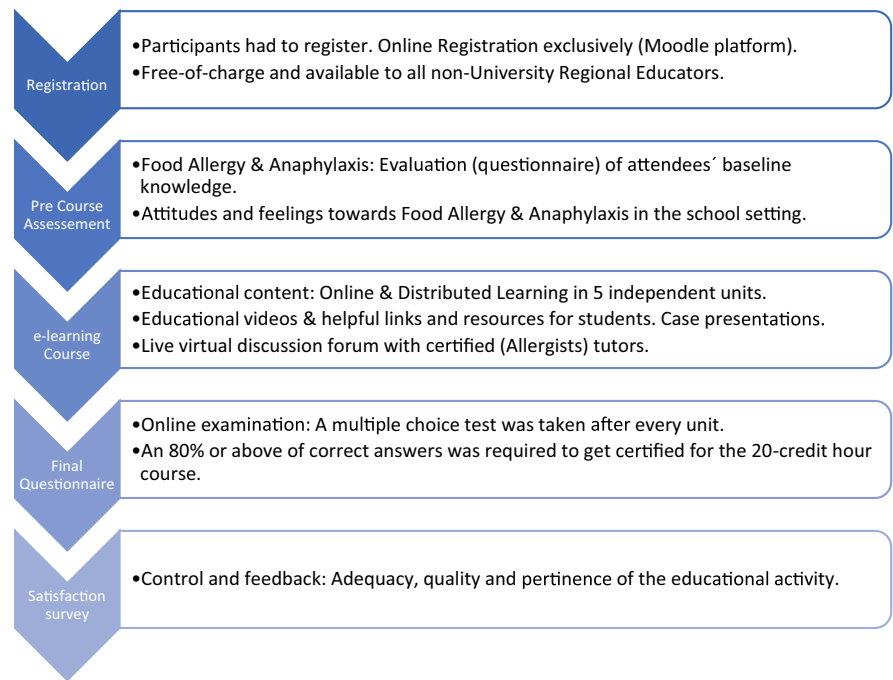 Registration
•Participants had to register. Online Registration exclusively (Moodle platform).
•Free-of-charge and available to all non-University Regional Educators.
Pre Course
Assessement
•Food Allergy & Anaphylaxis: Evaluation (questionnaire) of attendees´ baseline
knowledge.
•Attitudes and feelings towards Food Allergy & Anaphylaxis in the school setting.
e-learning
Course
•Educational content: Online & Distributed Learning in 5 independent units.
•Educational videos & helpful links and resources for students. Case presentations.
•Live virtual discussion forum with certified (Allergists) tutors.
Final
Questionnaire
•Online examination: A multiple choice test was taken after every unit.
•An 80% or above of correct answers was required to get certified for the 20-credit hour
course.
Satisfaction
survey
•Control and feedback: Adequacy, quality and pertinence of the educational activity.